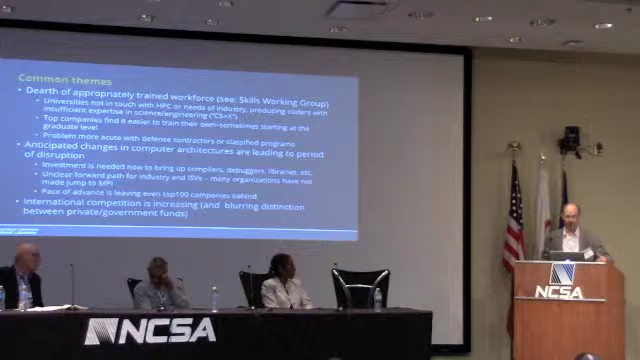 Common themes
• Dearth of appropriately trained workforce (see: Skills Working Group)
• Universities not in touch with HPC or needs of industry, producing coders with
insufficient expertise in science/engineering ("CS+X")
• Top companies find it easier to train their own—sometimes starting at the
graduate level
• Problem more acute with defense contractors or classified programs
• Anticipated changes in computer architectures are leading to period
of disruption
• Investment is needed now to bring up compilers, debuggers, libraries, etc.
• Unclear forward path for industry and ISVs – many organizations have not
made jump to MPI
• Pace of advance is leaving even top100 companies behind
• International competition is increasing (and blurring distinction
between private/government funds)
NCSA
NCSA